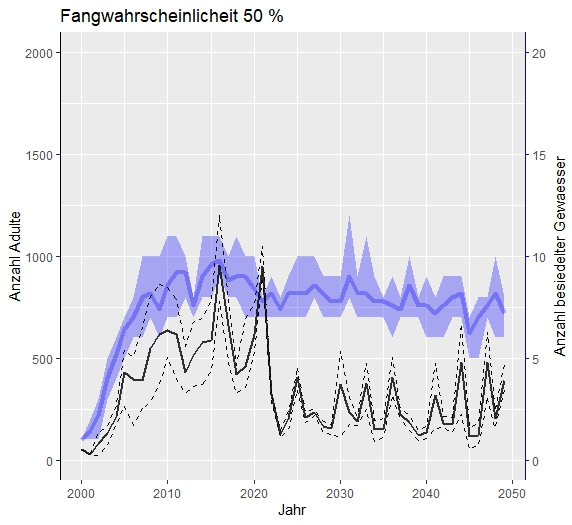 Fangwahrscheinlicheit 50 %
2000
1500
1000
500
0
20
15
10
5
0
Anzahl Adulte
Anzahl besiedelter Gewaesser
2000 2010 2020 2030 2040 2050
Jahr